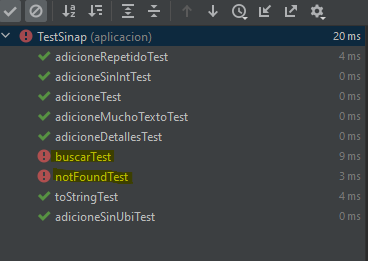 TestSinap (aplicacion) 20 ms
adicioneRepetidoTest 4 ms
adicioneSinIntTest 0 ms
adicioneTest 0 ms
adicioneMuchoTextoTest 0 ms
adicioneDetallesTest 0 ms
buscarTest 9 ms
notFoundTest 3 ms
toStringTest 4 ms
adicioneSinUbiTest 0 ms